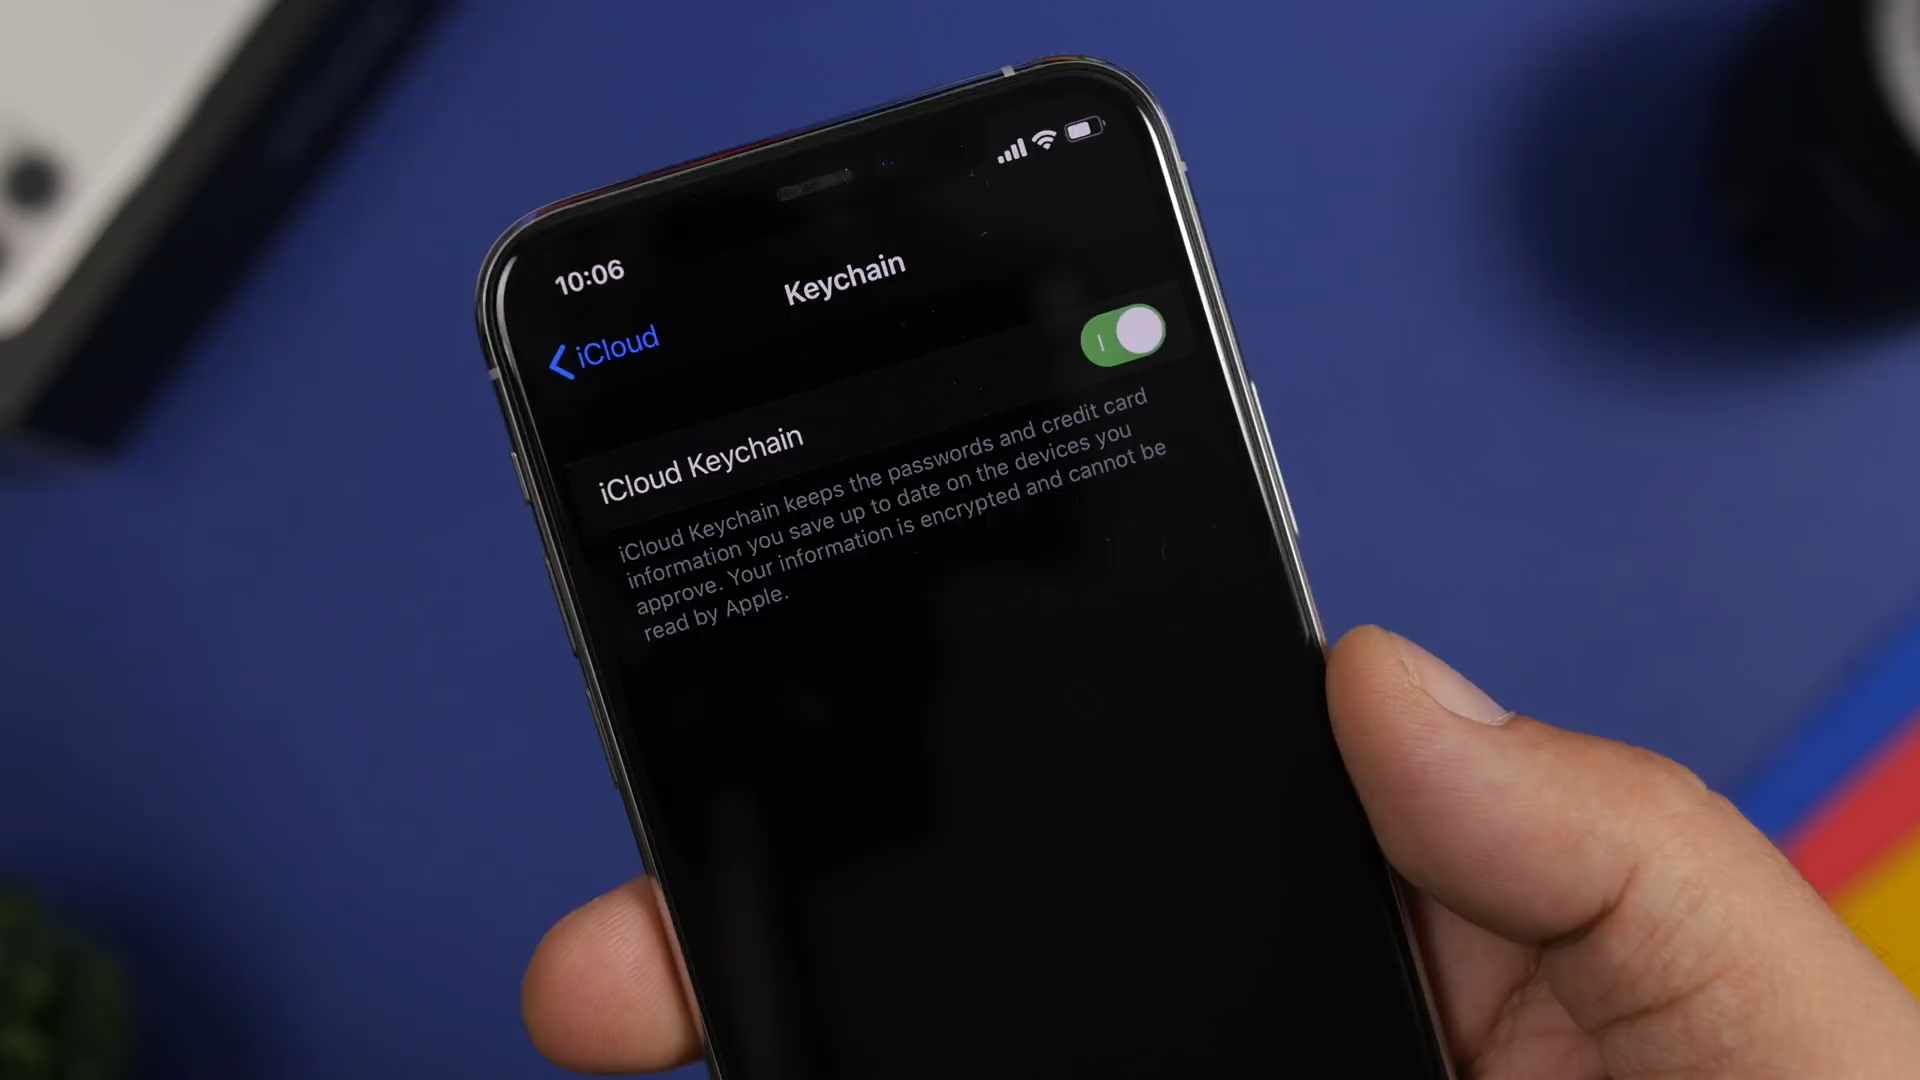 10:06
Keychain
iCloud
iCloud Keychain
iCloud Keychain keeps the passwords and credit card
information you save up to date on the devices you
approve. Your information is encrypted and cannot be
read by Apple.